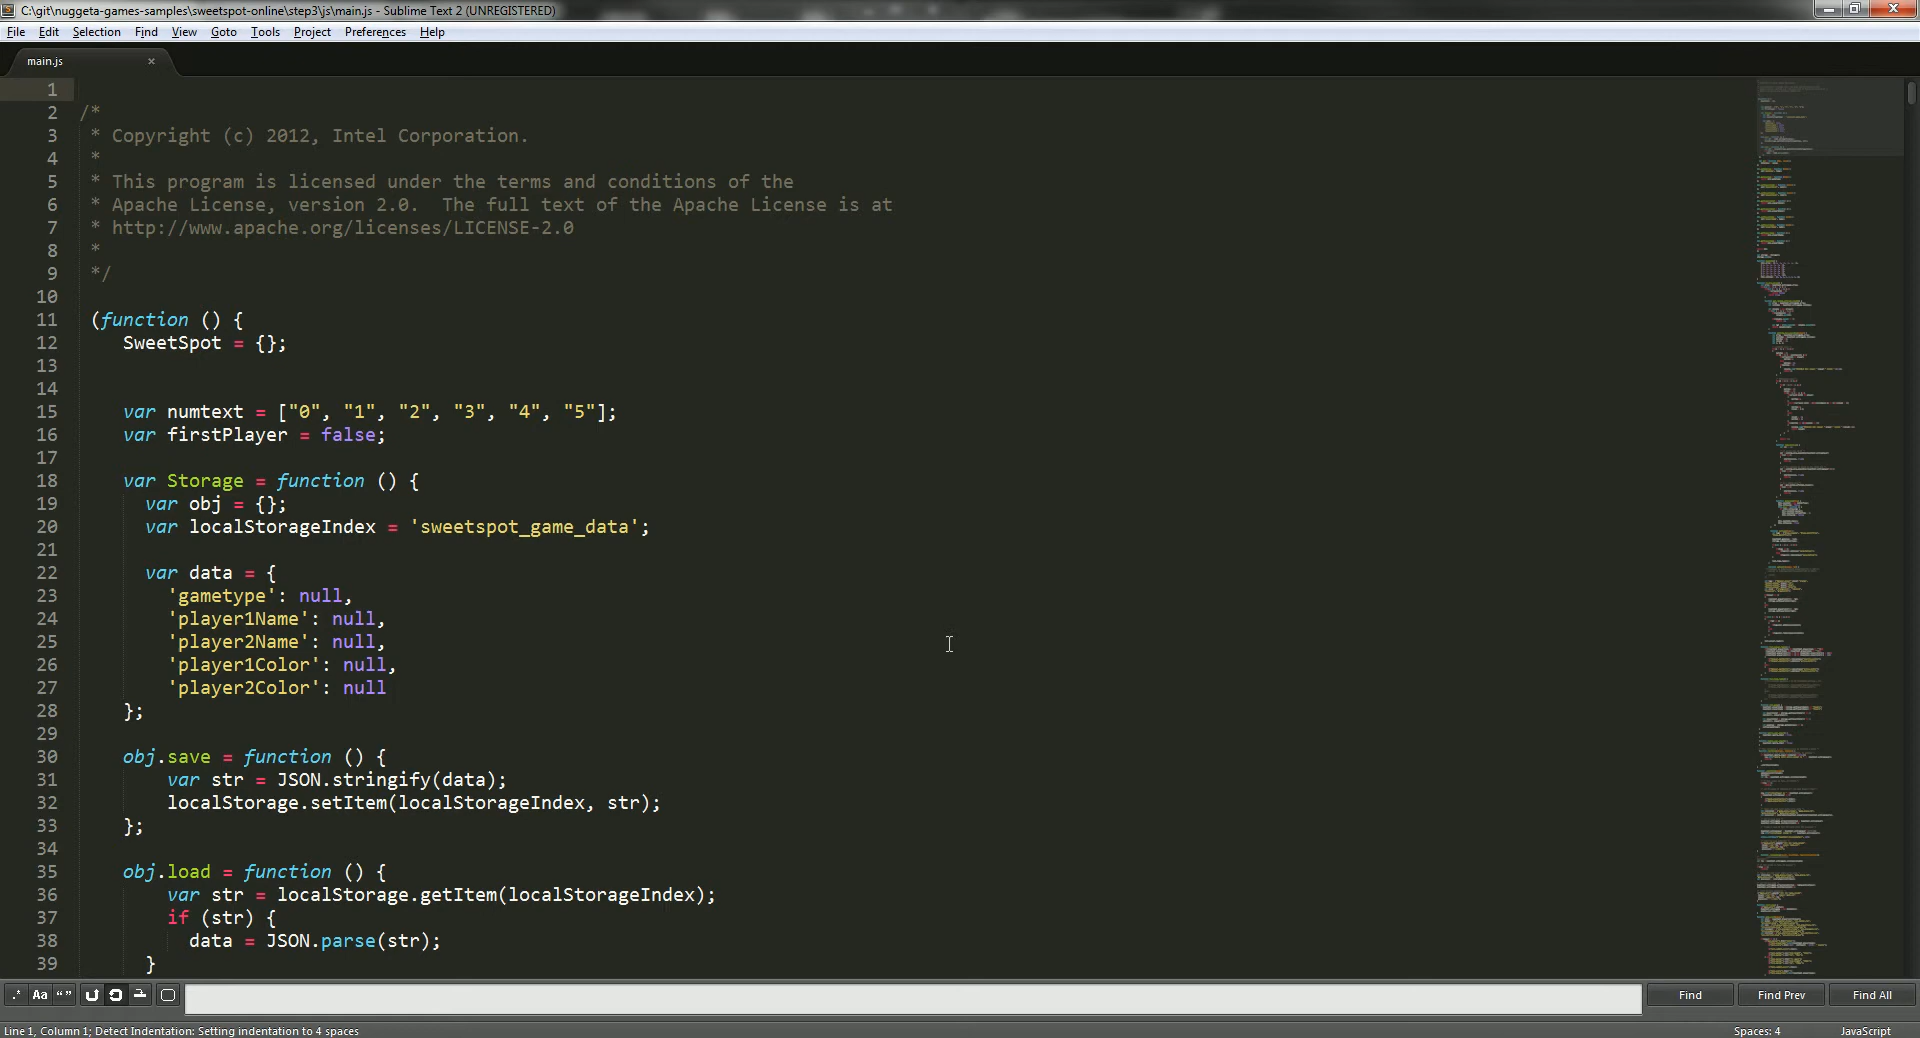 C:\git\nuggeta-games-samples\sweetspot-online\step3\js\main.js - Sublime Text 2 (UNREGISTERED)
File Edit Selection Find View Goto Tools Project Preferences Help
main.js ×
1
2 /*
3 * Copyright (c) 2012, Intel Corporation.
4 *
5 * This program is licensed under the terms and conditions of the
6 * Apache License, version 2.0.  The full text of the Apache License is at
7 * http://www.apache.org/licenses/LICENSE-2.0
8 *
9 */
10
11 (function () {
12 SweetSpot = {};
13
14
15 var numtext = ["0", "1", "2", "3", "4", "5"];
16 var firstPlayer = false;
17
18 var Storage = function () {
19 var obj = {};
20 var localStorageIndex = 'sweetspot_game_data';
21
22 var data = {
23 'gametype': null,
24 'player1Name': null,
25 'player2Name': null,
26 'player1Color': null,
27 'player2Color': null
28 };
29
30 obj.save = function () {
31 var str = JSON.stringify(data);
32 localStorage.setItem(localStorageIndex, str);
33 };
34
35 obj.load = function () {
36 var str = localStorage.getItem(localStorageIndex);
37 if (str) {
38 data = JSON.parse(str);
39 }
.* Aa “” Find Find Prev Find All
Line 1, Column 1; Detect Indentation: Setting indentation to 4 spaces Spaces: 4 JavaScript